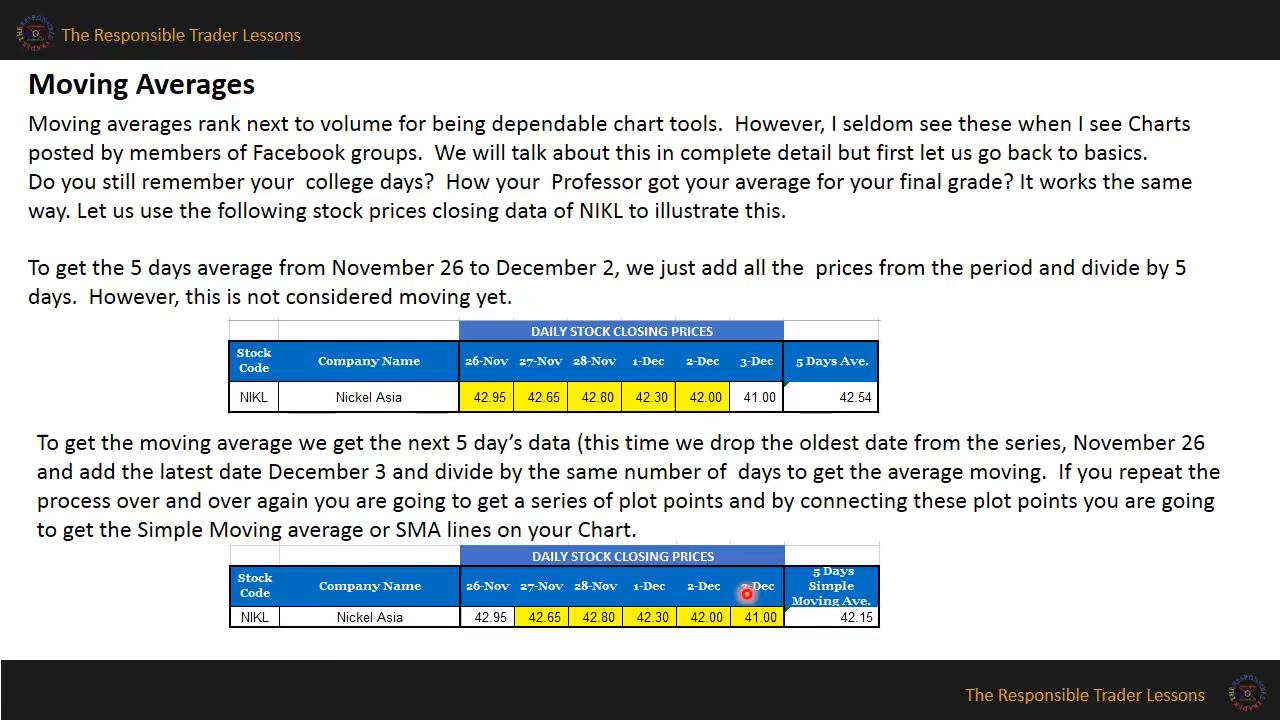 The Responsible Trader Lessons
Moving Averages
Moving averages rank next to volume for being dependable chart tools.  However, I seldom see these when I see Charts
posted by members of Facebook groups.  We will talk about this in complete detail but first let us go back to basics.
Do you still remember your  college days?  How your  Professor got your average for your final grade? It works the same
way. Let us use the following stock prices closing data of NIKL to illustrate this.
To get the 5 days average from November 26 to December 2, we just add all the  prices from the period and divide by 5
days.  However, this is not considered moving yet.
DAILY STOCK CLOSING PRICES
Stock Code Company Name 26-Nov 27-Nov 28-Nov 1-Dec 2-Dec 3-Dec 5 Days Ave.
NIKL Nickel Asia 42.95 42.65 42.80 42.30 42.00 41.00 42.54
To get the moving average we get the next 5 day’s data (this time we drop the oldest date from the series, November 26
and add the latest date December 3 and divide by the same number of  days to get the average moving.  If you repeat the
process over and over again you are going to get a series of plot points and by connecting these plot points you are going
to get the Simple Moving average or SMA lines on your Chart.
DAILY STOCK CLOSING PRICES
Stock Code Company Name 26-Nov 27-Nov 28-Nov 1-Dec 2-Dec Dec 5 Days Simple Moving Ave.
NIKL Nickel Asia 42.95 42.65 42.80 42.30 42.00 41.00 42.15
The Responsible Trader Lessons